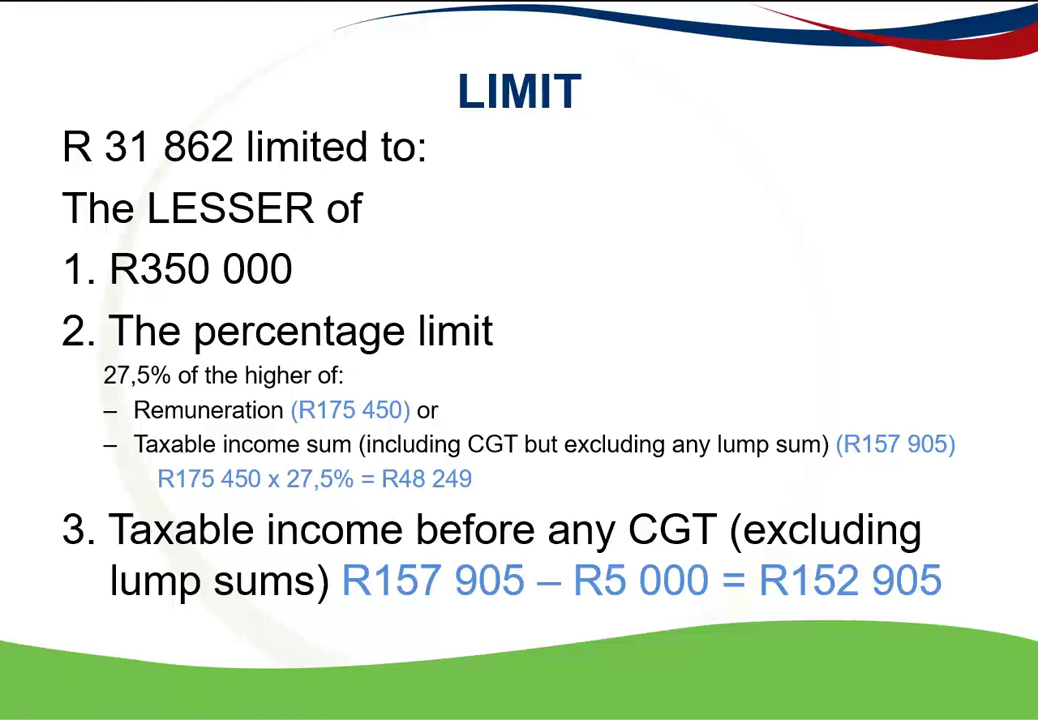 LIMIT
R 31 862 limited to:
The LESSER of
1. R350 000
2. The percentage limit
27,5% of the higher of:
– Remuneration (R175 450) or
– Taxable income sum (including CGT but excluding any lump sum) (R157 905)
R175 450 x 27,5% = R48 249
3. Taxable income before any CGT (excluding
lump sums) R157 905 – R5 000 = R152 905